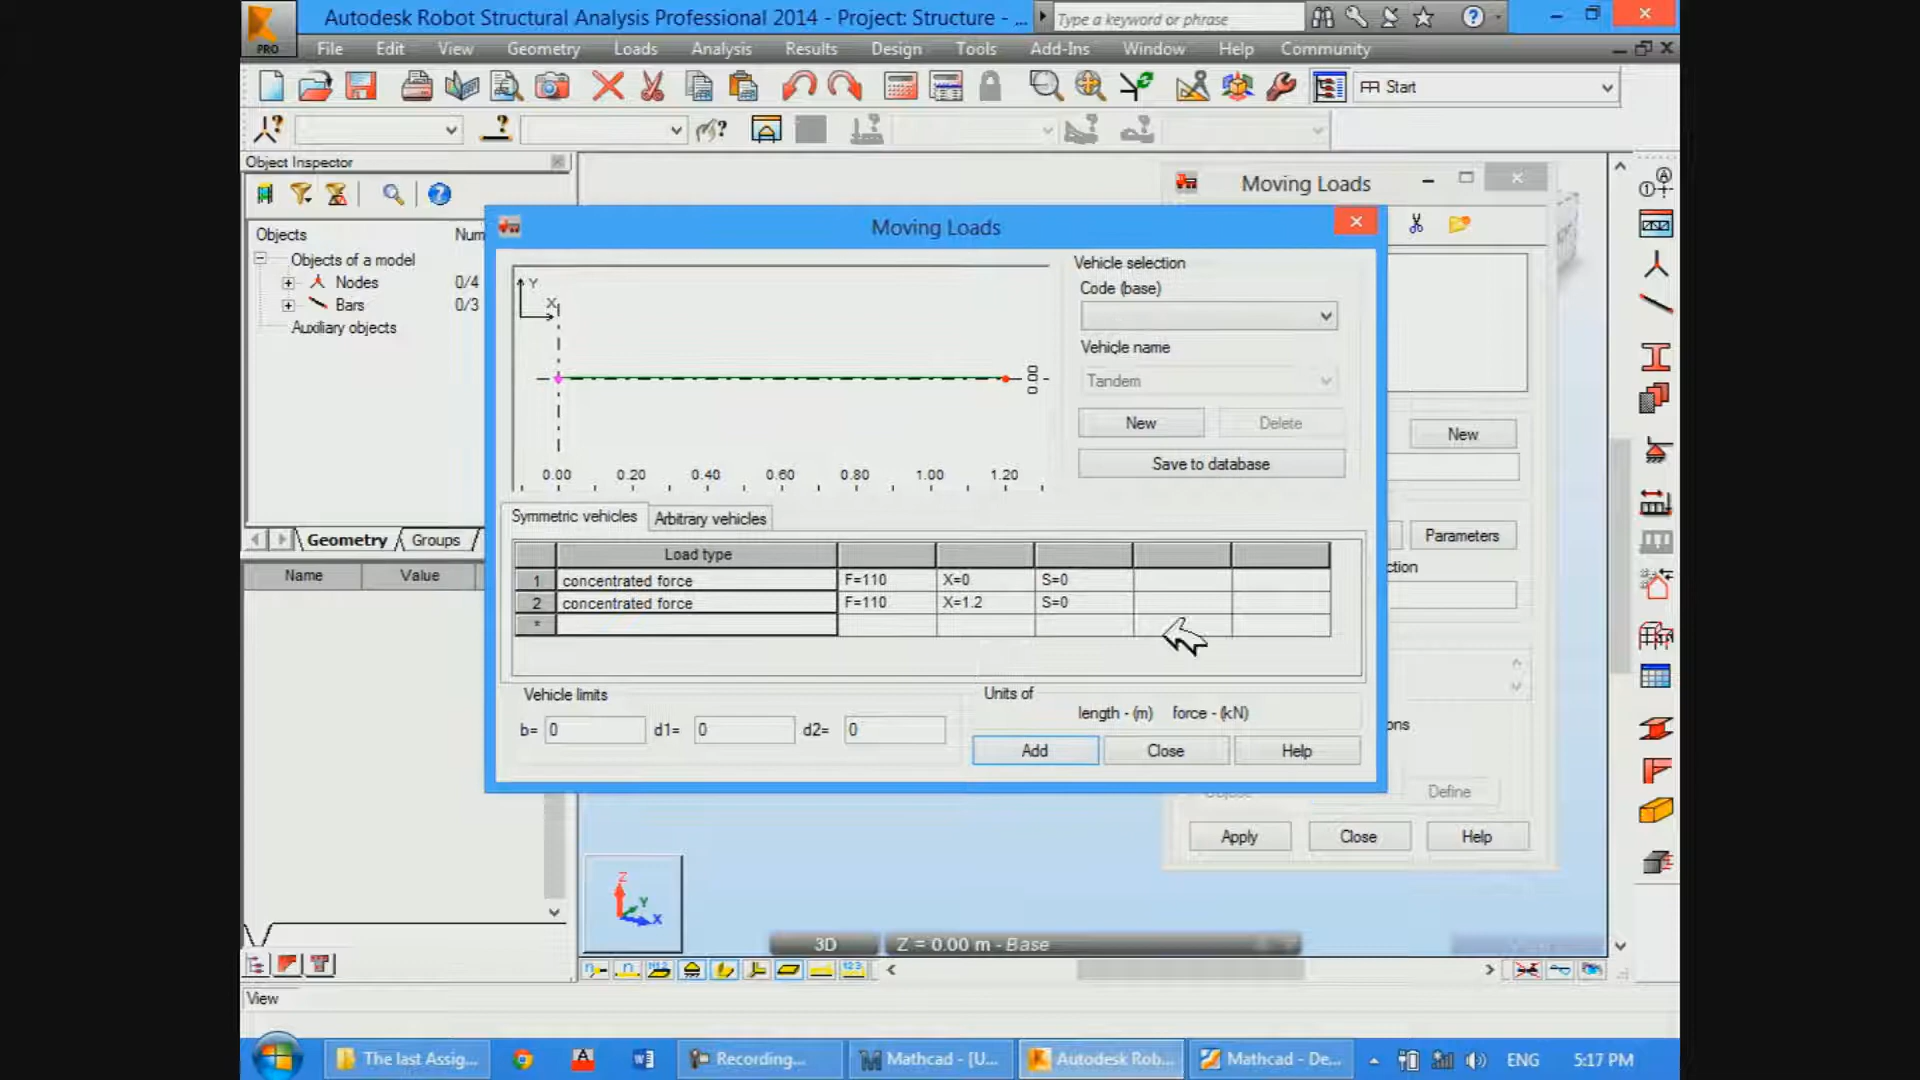 Autodesk Robot Structural Analysis Professional 2014 - Project: Structure - ...
Type a keyword or phrase
PRO
File Edit View Geometry Loads Analysis Results Design Tools Add-Ins Window Help Community
Start
Object Inspector
Objects Num
Objects of a model
Nodes 0/4
Bars 0/3
Auxiliary objects
Geometry Groups
Name Value
View
Moving Loads
New
Parameters
ction
ons
Define
Apply Close Help
Moving Loads
Y
X
0.00 0.20 0.40 0.60 0.80 1.00 1.20
Vehicle selection
Code (base)
Vehicle name
Tandem
New Delete
Save to database
Symmetric vehicles Arbitrary vehicles
Load type
1 concentrated force F=110 X=0 S=0
2 concentrated force F=110 X=1.2 S=0
*
Vehicle limits
b= 0 d1= 0 d2= 0
Units of
length - (m) force - (kN)
Add Close Help
Z
Y
X
3D Z = 0.00 m - Base
The last Assig... Recording... Mathcad - [U... Autodesk Rob... Mathcad - De... ENG 5:17 PM